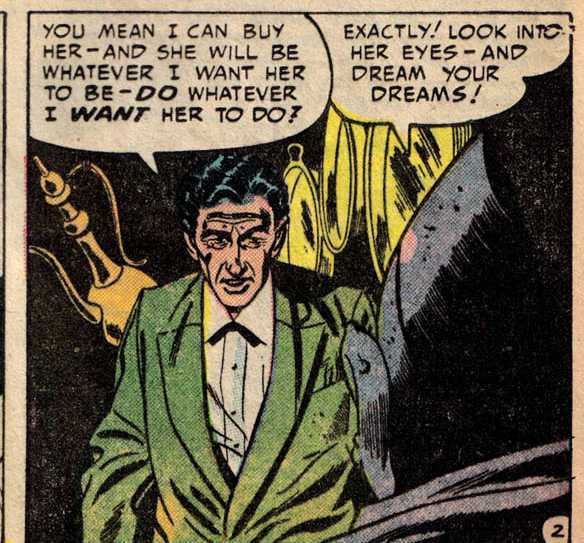 YOU MEAN I CAN BUY
HER—AND SHE WILL BE
WHATEVER I WANT HER
TO BE—DO WHATEVER
I WANT HER TO DO?
EXACTLY! LOOK INTO
HER EYES—AND
DREAM YOUR
DREAMS!
2